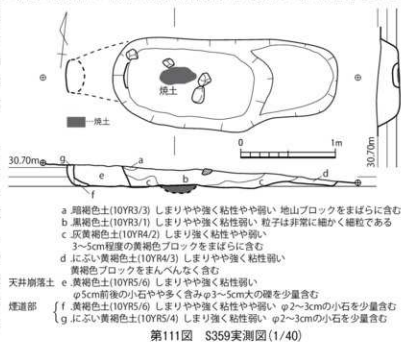 焼土
焼土
0
1m
30.70m
30.70m
g
a
e
f
c
b
c
d
a .暗褐色土(10YR3/3) しまりやや強く粘性やや弱い 地山ブロックをまばらに含む
b .黒褐色土(10YR3/1) しまりやや強く粘性弱い 粒子は非常に細かく細粒である
c .灰黄褐色土(10YR4/2) しまり強く粘性やや弱い
3～5cm程度の黄褐色ブロックをまばらに含む
d .にぶい黄褐色土(10YR4/3) しまりやや強く粘性弱い
黄褐色ブロックをまんべんなく含む
天井崩落土 e .黄褐色土(10YR5/6) しまりやや強く粘性やや弱い
φ5cm前後の小石やや多く含みφ3～5cm大の礫を少量含む
煙道部 f .黄褐色土(10YR5/6) しまりやや強く粘性やや弱い φ2～3cmの小石を少量含む
g .にぶい黄褐色土(10YR5/4) しまり強く粘性弱い φ2～3cmの小石を少量含む
第111図 S359実測図(1/40)